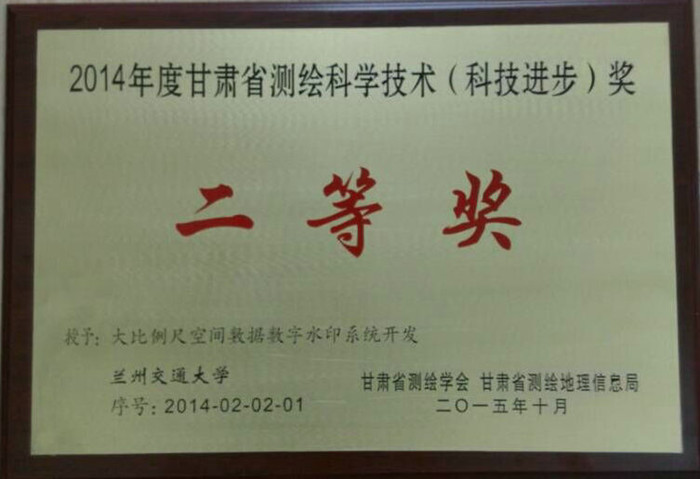 2014年度甘肃省测绘科学技术（科技进步）奖
二等奖
授予：大比例尺空间数据数字水印系统开发
兰州交通大学
序号：2014-02-02-01
甘肃省测绘学会 甘肃省测绘地理信息局
二〇一五年十月